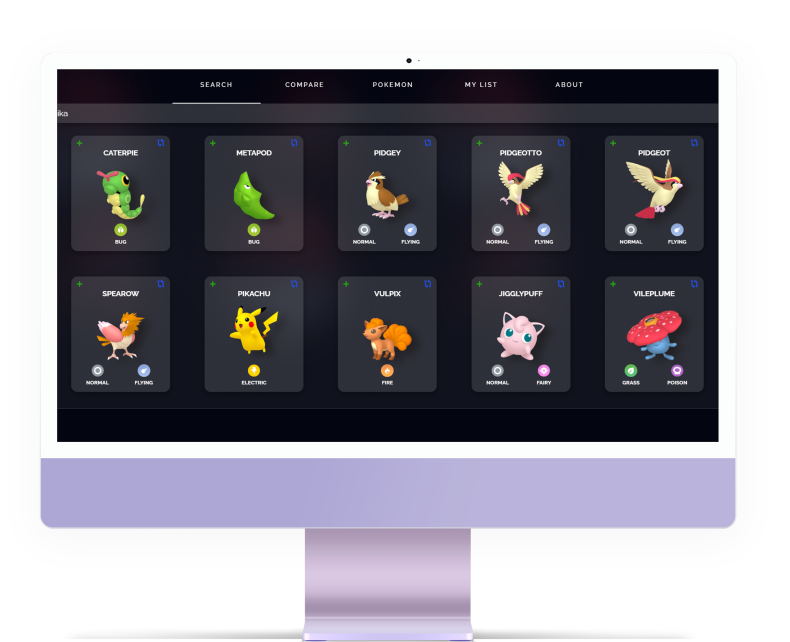 SEARCH COMPARE POKEMON MY LIST ABOUT
ika
CATERPIE METAPOD PIDGEY PIDGEOTTO PIDGEOT
BUG BUG NORMAL FLYING NORMAL FLYING NORMAL FLYING
SPEAROW PIKACHU VULPIX JIGGLYPUFF VILEPLUME
NORMAL FLYING ELECTRIC FIRE NORMAL FAIRY GRASS POISON